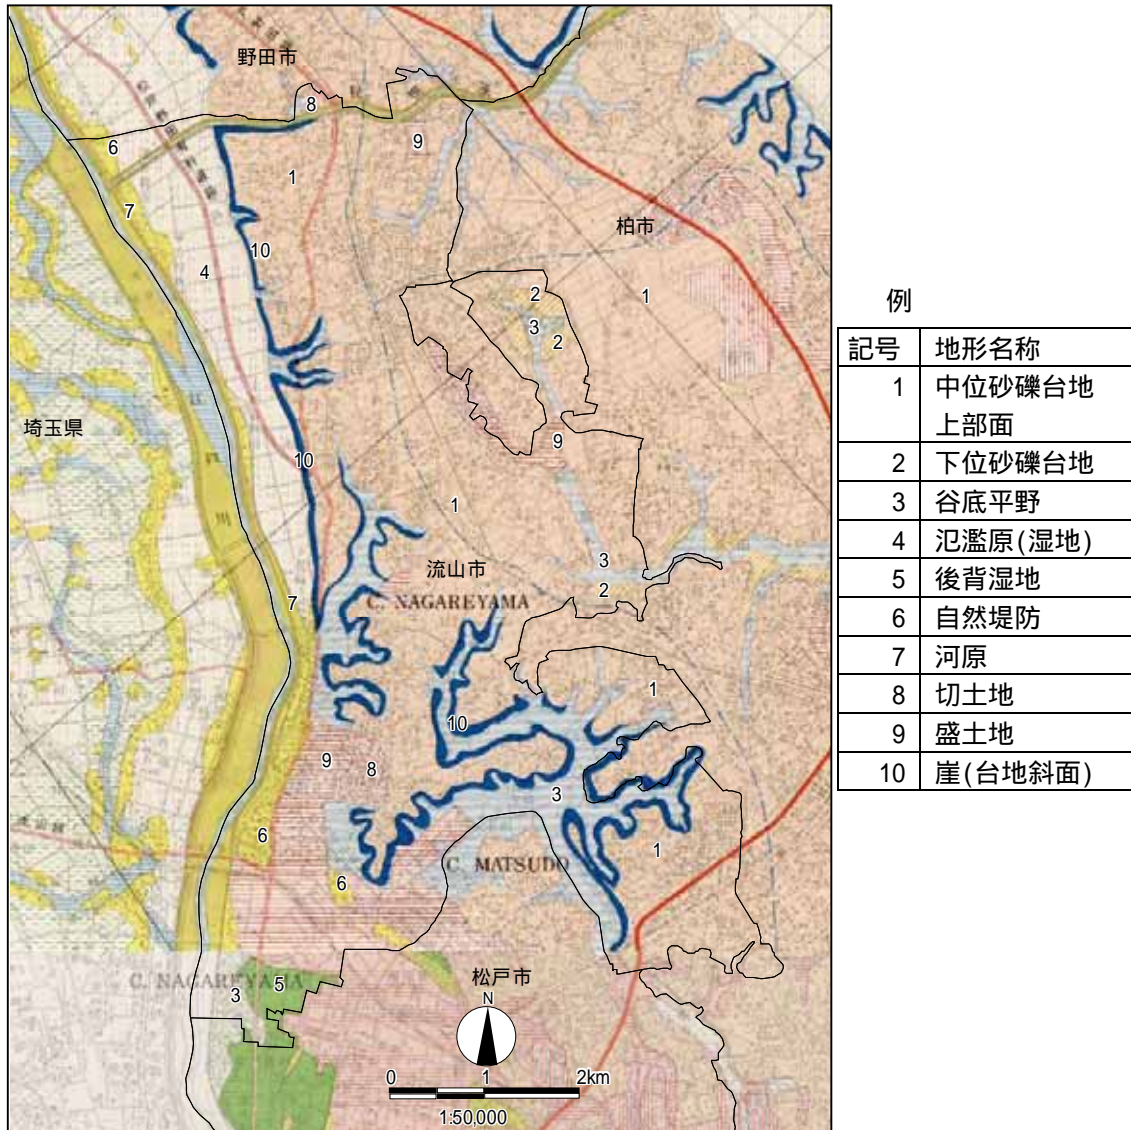 野田市
8
6
9
1
7
柏市
10
4
2
1
3
2
埼玉県
9
10
1
3
流山市
2
7
C. NAGAREYAMA
1
10
9
8
3
6
1
C. MATSUDO
6
松戸市
C. NAGAREYAMA
5
3
N
0 1 2km
1:50,000
例
記号 地形名称
1 中位砂礫台地
上部面
2 下位砂礫台地
3 谷底平野
4 氾濫原(湿地)
5 後背湿地
6 自然堤防
7 河原
8 切土地
9 盛土地
10 崖(台地斜面)